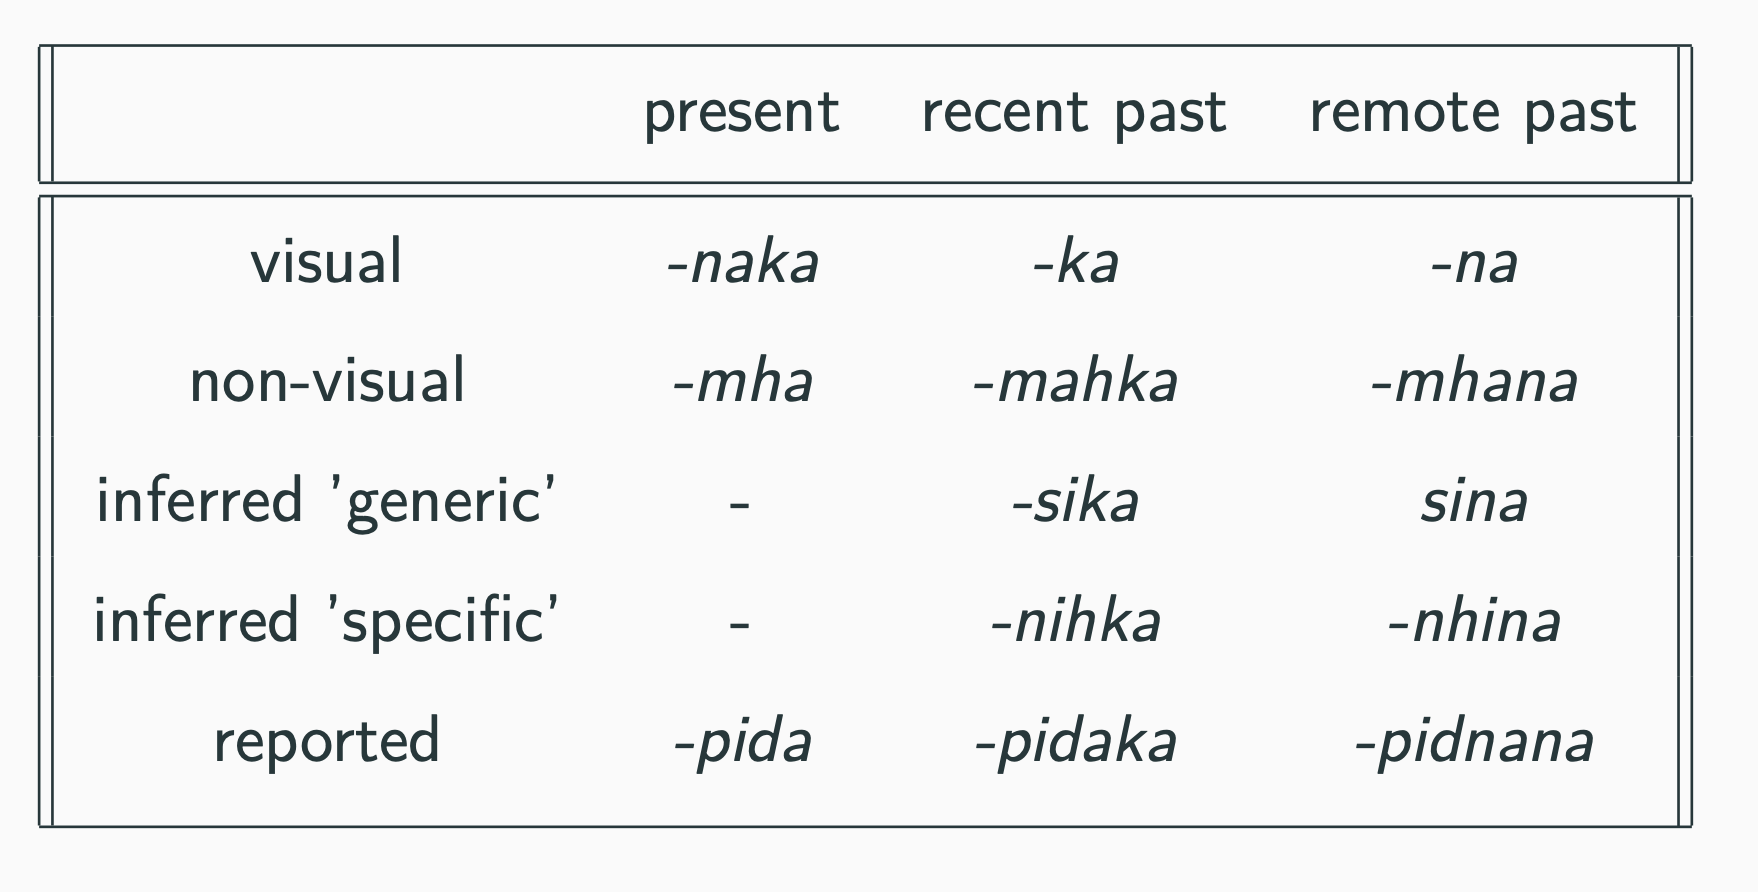 present recent past remote past
visual -naka -ka -na
non-visual -mha -mahka -mhana
inferred 'generic' - -sika sina
inferred 'specific' - -nihka -nhina
reported -pida -pidaka -pidnana